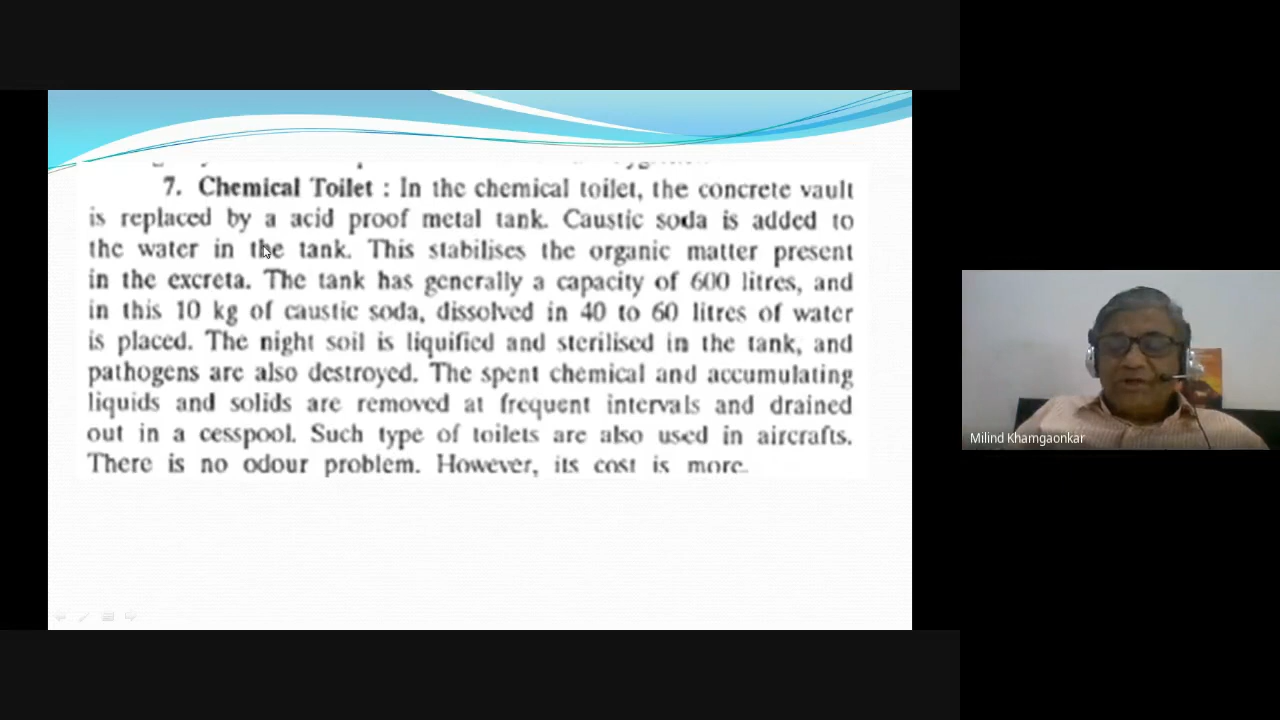 7. Chemical Toilet : In the chemical toilet, the concrete vault
is replaced by a acid proof metal tank. Caustic soda is added to
the water in the tank. This stabilises the organic matter present
in the excreta. The tank has generally a capacity of 600 litres, and
in this 10 kg of caustic soda, dissolved in 40 to 60 litres of water
is placed. The night soil is liquified and sterilised in the tank, and
pathogens are also destroyed. The spent chemical and accumulating
liquids and solids are removed at frequent intervals and drained
out in a cesspool. Such type of toilets are also used in aircrafts.
There is no odour problem. However, its cost is more.
Milind Khamgaonkar